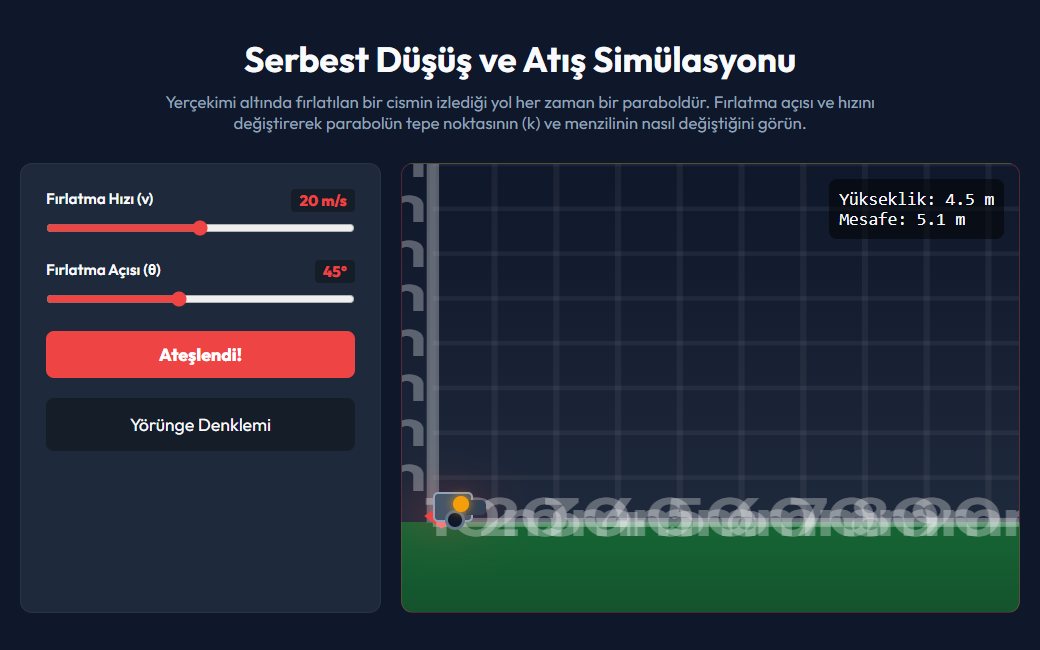 Serbest Düşüş ve Atış Simülasyonu
Yerçekimi altında fırlatılan bir cismin izlediği yol her zaman bir paraboldür. Fırlatma açısı ve hızını
değiştirerek parabolün tepe noktasının (k) ve menzilinin nasıl değiştiğini görün.
Fırlatma Hızı (v)
20 m/s
Fırlatma Açısı (θ)
45°
Ateşlendi!
Yörünge Denklemi
Yükseklik: 4.5 m
Mesafe: 5.1 m